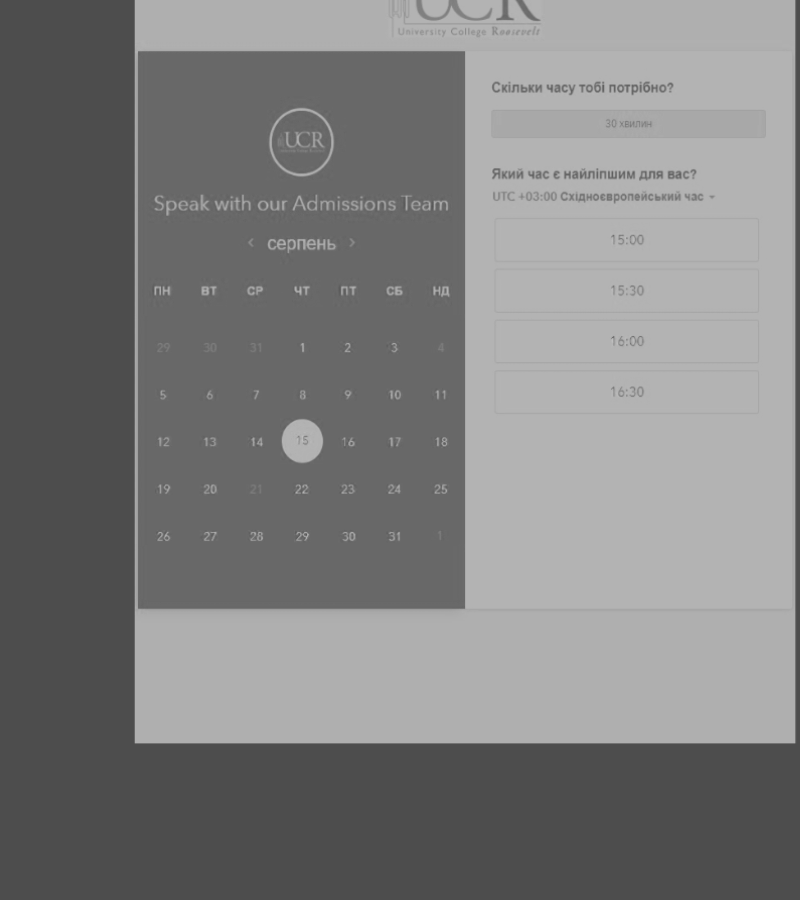 UCR
University College Roosevelt
UCR
Speak with our Admissions Team
< серпень >
ПН ВТ СР ЧТ ПТ СБ НД
29 30 31 1 2 3 4
5 6 7 8 9 10 11
12 13 14 15 16 17 18
19 20 21 22 23 24 25
26 27 28 29 30 31 1
Скільки часу тобі потрібно?
30 хвилин
Який час є найліпшим для вас?
UTC +03:00 Східноєвропейський час
15:00
15:30
16:00
16:30